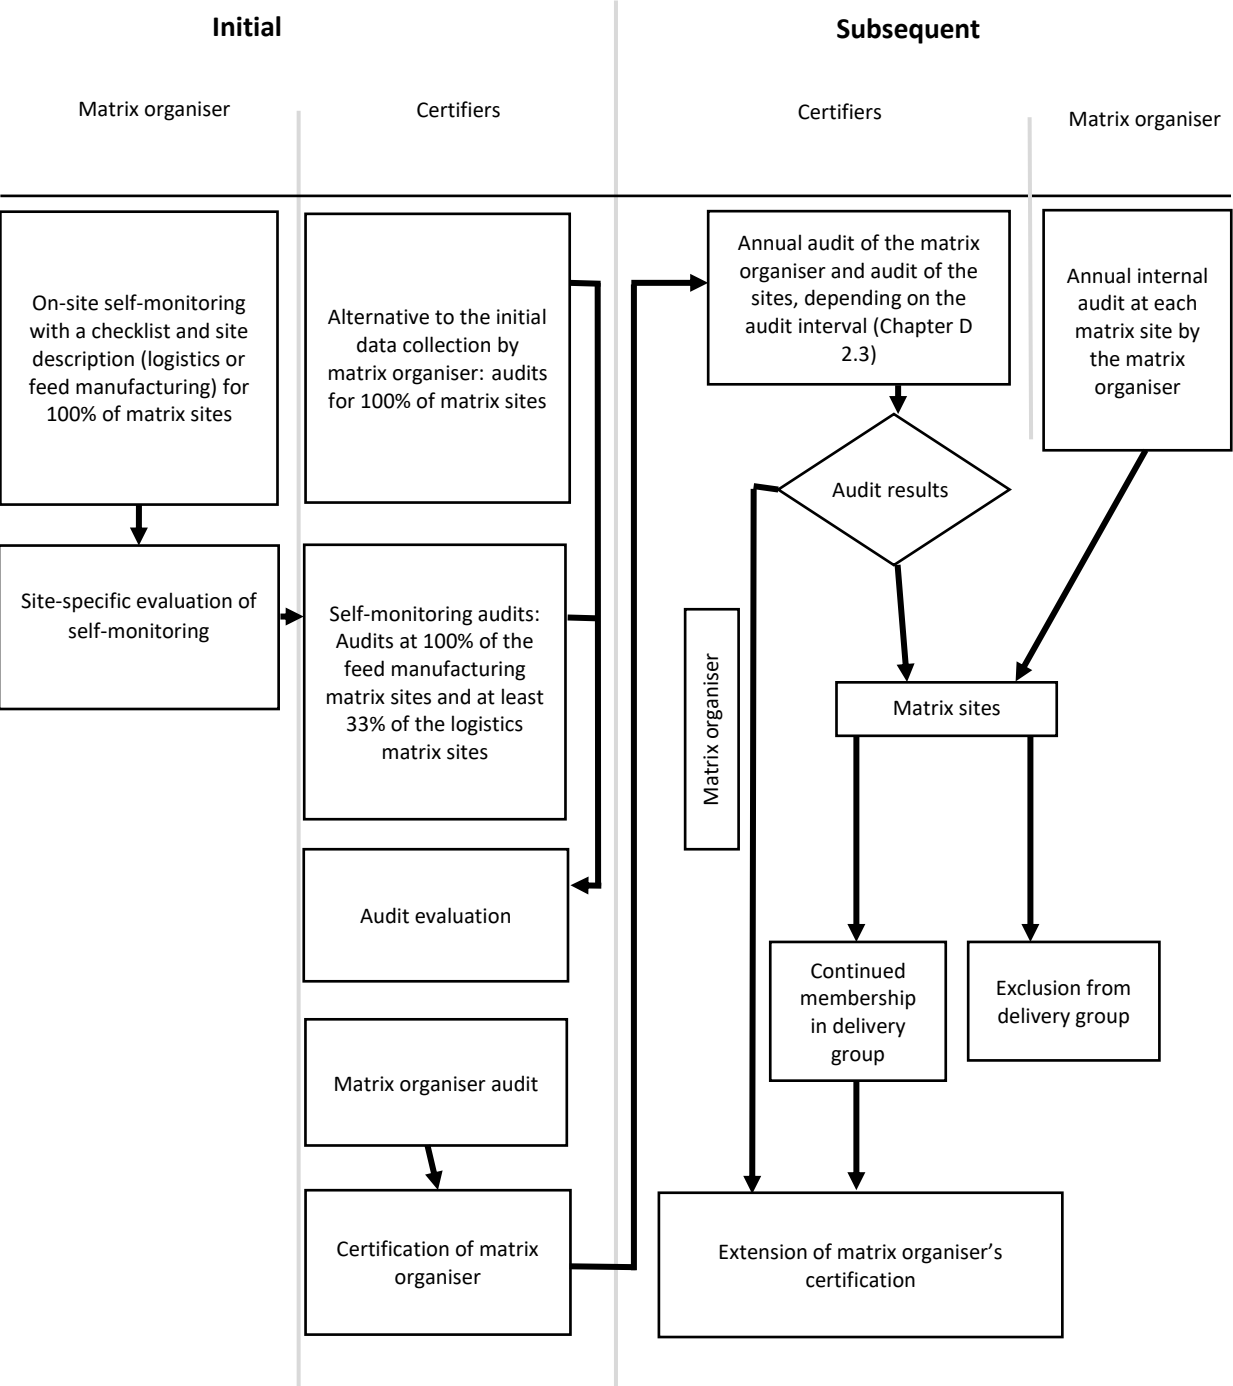 Initial
Subsequent
Matrix organiser
Certifiers
Certifiers
Matrix organiser
On-site self-monitoring
with a checklist and site
description (logistics or
feed manufacturing) for
100% of matrix sites
Site-specific evaluation of
self-monitoring
Alternative to the initial
data collection by
matrix organiser: audits
for 100% of matrix sites
Self-monitoring audits:
Audits at 100% of the
feed manufacturing
matrix sites and at least
33% of the logistics
matrix sites
Audit evaluation
Matrix organiser audit
Certification of matrix
organiser
Annual audit of the matrix
organiser and audit of the
sites, depending on the
audit interval (Chapter D
2.3)
Audit results
Matrix organiser
Annual internal
audit at each
matrix site by
the matrix
organiser
Matrix sites
Continued
membership
in delivery
group
Exclusion from
delivery group
Extension of matrix organiser’s
certification